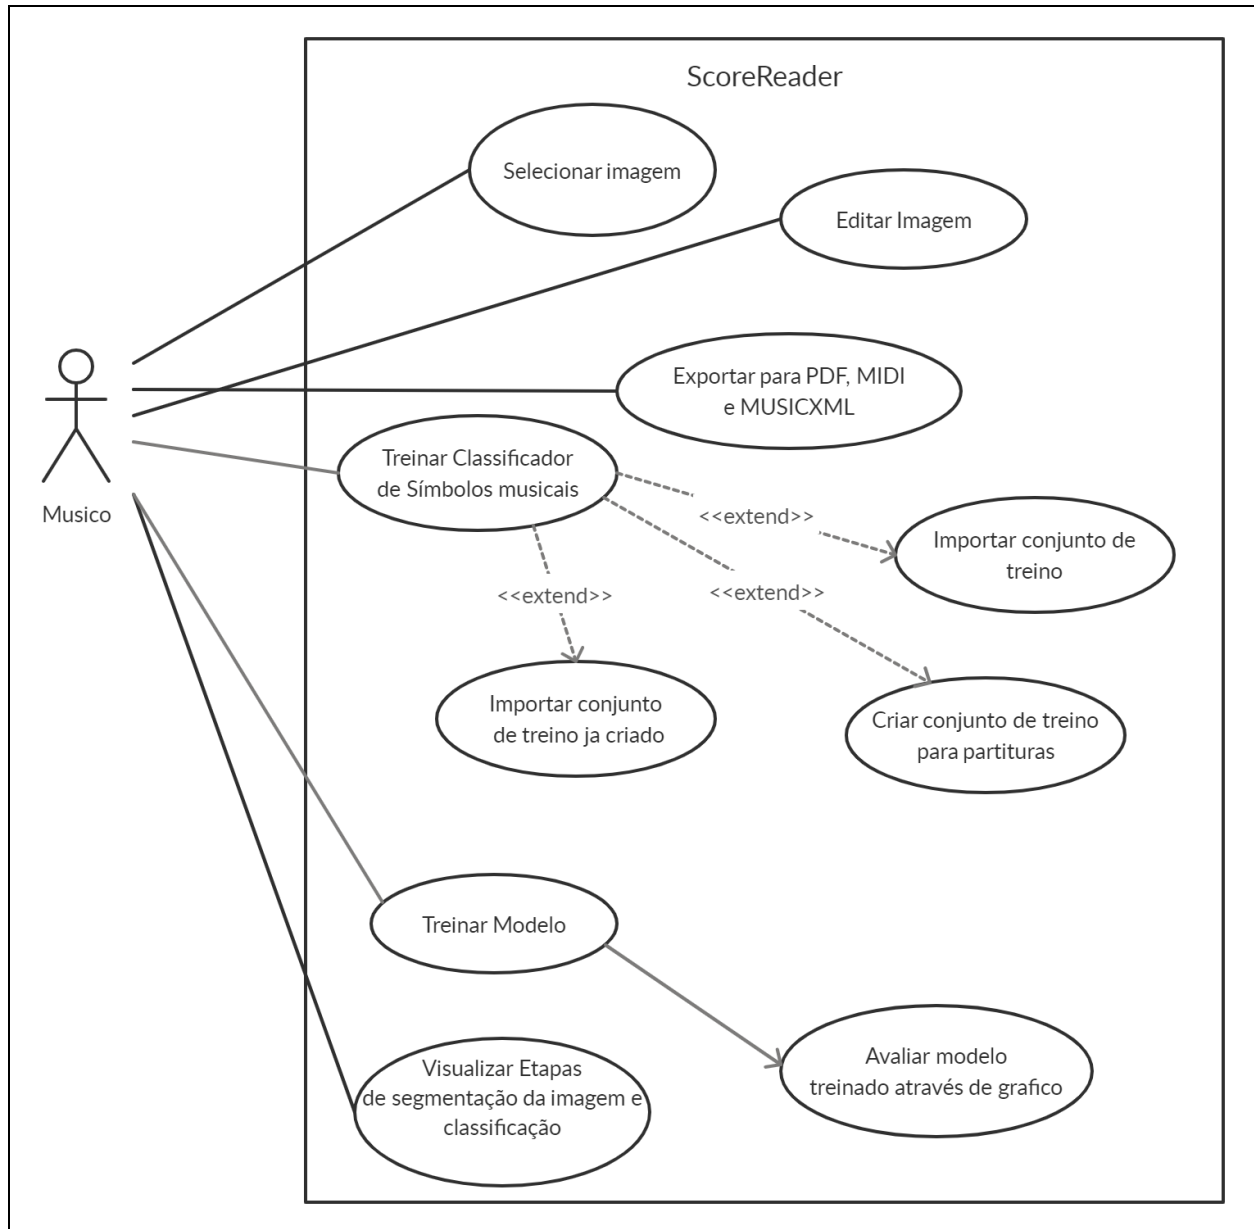 ScoreReader
Selecionar imagem
Editar Imagem
Exportar para PDF, MIDI
e MUSICXML
Musico
Treinar Classificador
de Símbolos musicais
<<extend>>
Importar conjunto de
treino
<<extend>>
<<extend>>
Importar conjunto
de treino ja criado
Criar conjunto de treino
para partituras
Treinar Modelo
Avaliar modelo
treinado através de grafico
Visualizar Etapas
de segmentação da imagem e
classificação